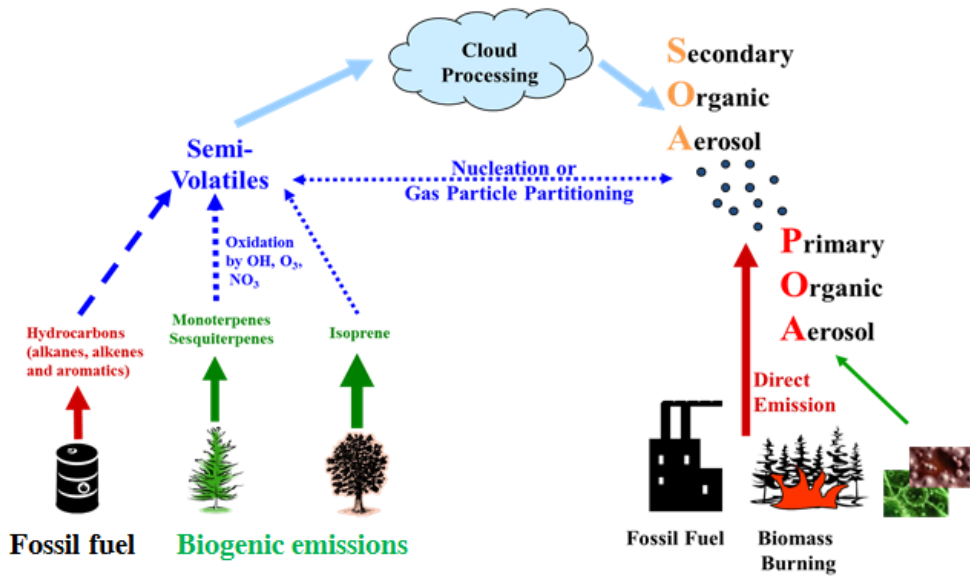 Cloud
Processing
Secondary
Organic
Aerosol
Semi-
Volatiles
Nucleation or
Gas Particle Partitioning
Oxidation
by OH, O₃,
NO₃
Primary
Organic
Aerosol
Hydrocarbons
(alkanes, alkenes
and aromatics)
Monoterpenes
Sesquiterpenes
Isoprene
Direct
Emission
Fossil fuel
Biogenic emissions
Fossil Fuel
Biomass
Burning